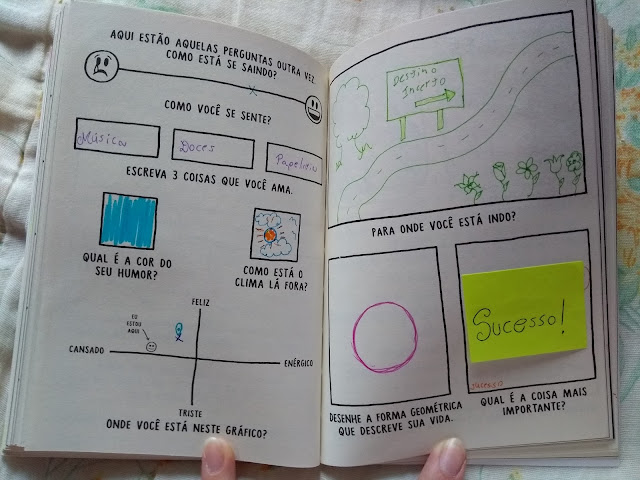 AQUI ESTÃO AQUELAS PERGUNTAS OUTRA VEZ.
COMO ESTÁ SE SAINDO?
COMO VOCÊ SE SENTE?
Música
Doces
Papelaria
ESCREVA 3 COISAS QUE VOCÊ AMA.
QUAL É A COR DO
SEU HUMOR?
COMO ESTÁ O
CLIMA LÁ FORA?
FELIZ
EU
ESTOU
AQUI
CANSADO
ENÉRGICO
TRISTE
ONDE VOCÊ ESTÁ NESTE GRÁFICO?
Destino
Incerto
PARA ONDE VOCÊ ESTÁ INDO?
DESENHE A FORMA GEOMÉTRICA
QUE DESCREVE SUA VIDA.
Sucesso!
sucesso
QUAL É A COISA MAIS
IMPORTANTE?